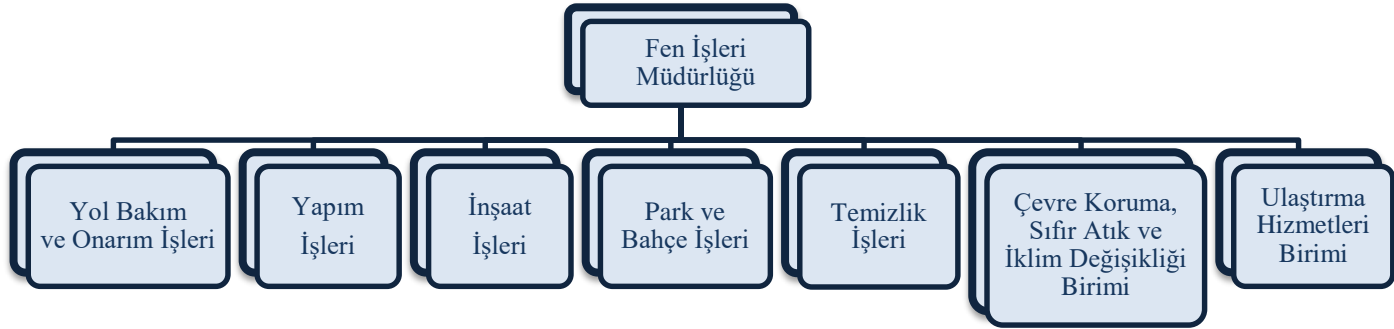 Fen İşleri
Müdürlüğü
Yol Bakım
ve Onarım İşleri
Yapım
İşleri
İnşaat
İşleri
Park ve
Bahçe İşleri
Temizlik
İşleri
Çevre Koruma,
Sıfır Atık ve
İklim Değişikliği
Birimi
Ulaştırma
Hizmetleri
Birimi